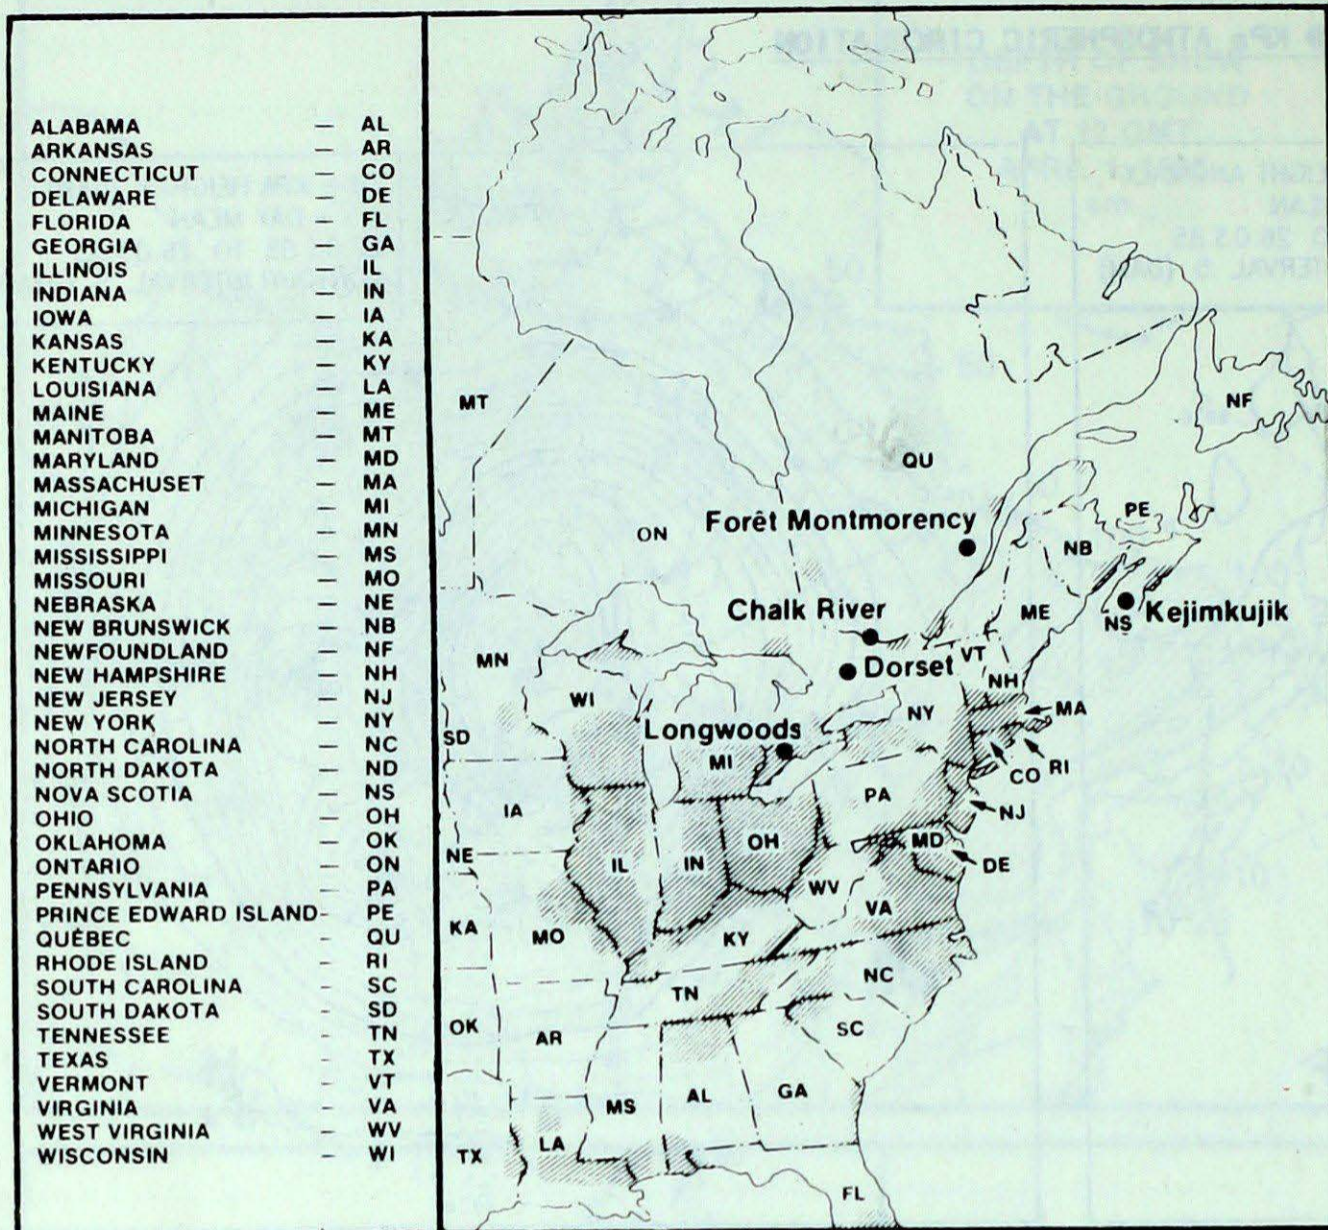 ALABAMA – AL
ARKANSAS – AR
CONNECTICUT – CO
DELAWARE – DE
FLORIDA – FL
GEORGIA – GA
ILLINOIS – IL
INDIANA – IN
IOWA – IA
KANSAS – KA
KENTUCKY – KY
LOUISIANA – LA
MAINE – ME
MANITOBA – MT
MARYLAND – MD
MASSACHUSET – MA
MICHIGAN – MI
MINNESOTA – MN
MISSISSIPPI – MS
MISSOURI – MO
NEBRASKA – NE
NEW BRUNSWICK – NB
NEWFOUNDLAND – NF
NEW HAMPSHIRE – NH
NEW JERSEY – NJ
NEW YORK – NY
NORTH CAROLINA – NC
NORTH DAKOTA – ND
NOVA SCOTIA – NS
OHIO – OH
OKLAHOMA – OK
ONTARIO – ON
PENNSYLVANIA – PA
PRINCE EDWARD ISLAND – PE
QUÉBEC – QU
RHODE ISLAND – RI
SOUTH CAROLINA – SC
SOUTH DAKOTA – SD
TENNESSEE – TN
TEXAS – TX
VERMONT – VT
VIRGINIA – VA
WEST VIRGINIA – WV
WISCONSIN – WI
MT
NF
QU
PE
Forêt Montmorency
ON
NB
Chalk River
ME
NS
Kejimkujik
MN
Dorset
VT
NH
WI
NY
MA
SD
Longwoods
MI
CO
RI
PA
IA
NJ
OH
MD
NE
IL
IN
DE
WV
VA
KA
MO
KY
NC
TN
OK
AR
SC
MS
AL
GA
LA
TX
FL